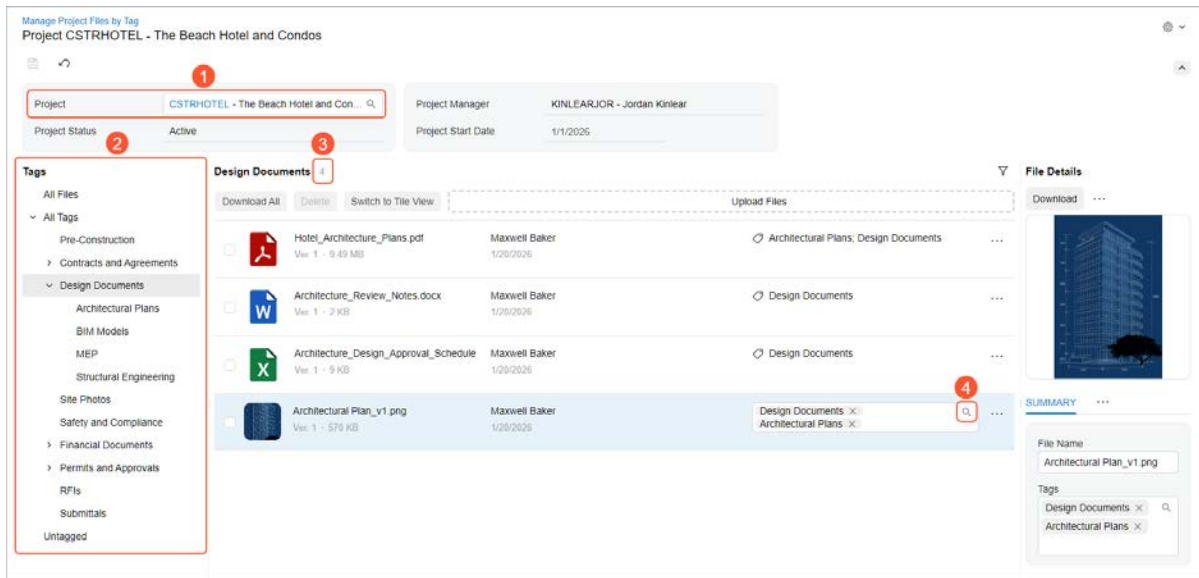 Manage Project Files by Tag
Project CSTRHOTEL - The Beach Hotel and Condos
1
Project CSTRHOTEL - The Beach Hotel and Con...
Project Manager KINLEARJOR - Jordan Kinlear
Project Status Active
Project Start Date 1/1/2026
2
3
Tags
All Files
All Tags
Pre-Construction
Contracts and Agreements
Design Documents
Architectural Plans
BIM Models
MEP
Structural Engineering
Site Photos
Safety and Compliance
Financial Documents
Permits and Approvals
RFIs
Submittals
Untagged
Design Documents 4
Download All Delete Switch to Tile View Upload Files
Hotel_Architecture_Plans.pdf Maxwell Baker Architectural Plans; Design Documents ...
Ver. 1 · 9.49 MB 1/20/2026
W Architecture_Review_Notes.docx Maxwell Baker Design Documents ...
Ver. 1 · 2 KB 1/20/2026
X Architecture_Design_Approval_Schedule Maxwell Baker Design Documents ...
Ver. 1 · 9 KB 1/20/2026
4
Architectural Plan_v1.png Maxwell Baker Design Documents × ...
Ver. 1 · 570 KB 1/20/2026 Architectural Plans ×
File Details
Download ...
SUMMARY ...
File Name
Architectural Plan_v1.png
Tags
Design Documents ×
Architectural Plans ×